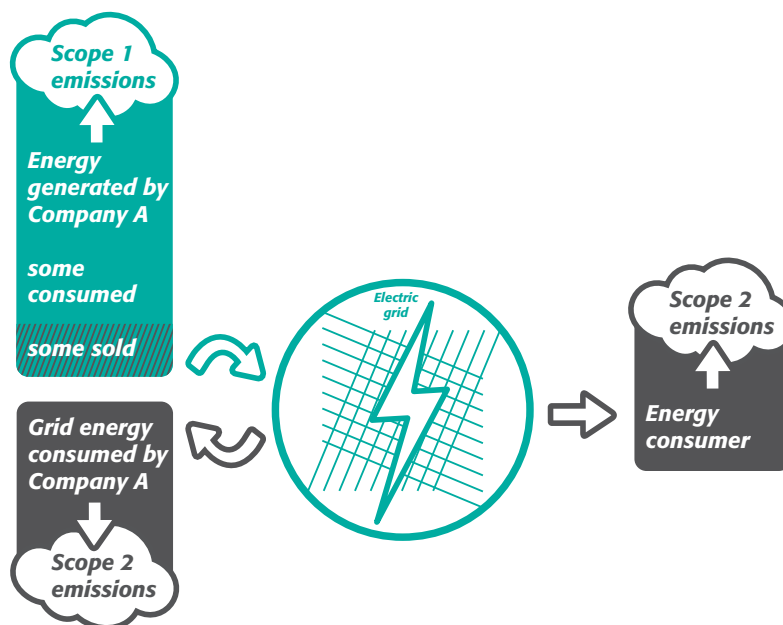 Scope 1
emissions
Energy
generated by
Company A
some
consumed
some sold
Grid energy
consumed by
Company A
Scope 2
emissions
Electric
grid
Scope 2
emissions
Energy
consumer